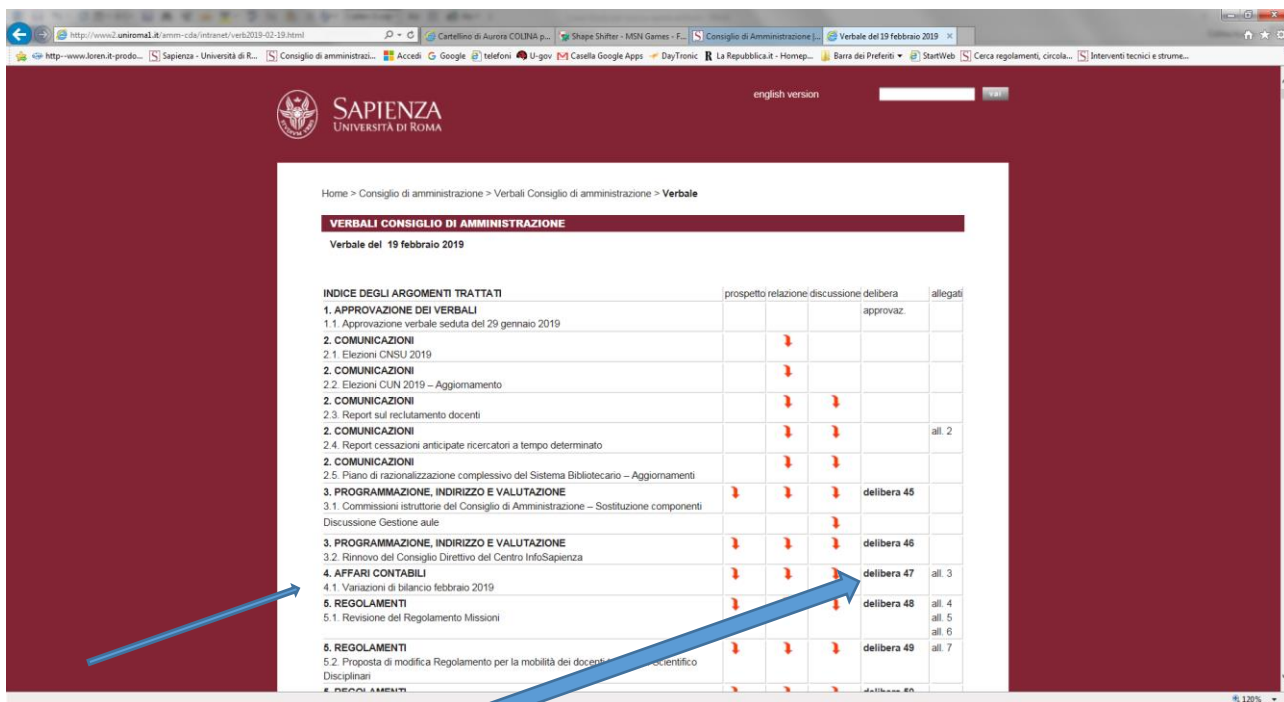 http://www2.uniroma1.it/amm-cda/intranet/verb2019-02-19.html
Cartellino di Aurora COLINA p...
Shape Shifter - MSN Games - F...
Consiglio di Amministrazione |...
Verbale del 19 febbraio 2019
http--www.loren.it-prodo...
Sapienza - Università di R...
Consiglio di amministrazi...
Accedi
Google
telefoni
U-gov
Casella Google Apps
DayTronic
La Repubblica.it - Homep...
Barra dei Preferiti
StartWeb
Cerca regolamenti, circola...
Interventi tecnici e strume...
SAPIENZA
UNIVERSITÀ DI ROMA
english version
vai
Home > Consiglio di amministrazione > Verbali Consiglio di amministrazione > Verbale
VERBALI CONSIGLIO DI AMMINISTRAZIONE
Verbale del 19 febbraio 2019
INDICE DEGLI ARGOMENTI TRATTATI prospetto relazione discussione delibera allegati
1. APPROVAZIONE DEI VERBALI approvaz.
1.1. Approvazione verbale seduta del 29 gennaio 2019
2. COMUNICAZIONI
2.1. Elezioni CNSU 2019
2. COMUNICAZIONI
2.2. Elezioni CUN 2019 – Aggiornamento
2. COMUNICAZIONI
2.3. Report sul reclutamento docenti
2. COMUNICAZIONI all. 2
2.4. Report cessazioni anticipate ricercatori a tempo determinato
2. COMUNICAZIONI
2.5. Piano di razionalizzazione complessivo del Sistema Bibliotecario – Aggiornamenti
3. PROGRAMMAZIONE, INDIRIZZO E VALUTAZIONE delibera 45
3.1. Commissioni istruttorie del Consiglio di Amministrazione – Sostituzione componenti
Discussione Gestione aule
3. PROGRAMMAZIONE, INDIRIZZO E VALUTAZIONE delibera 46
3.2. Rinnovo del Consiglio Direttivo del Centro InfoSapienza
4. AFFARI CONTABILI delibera 47 all. 3
4.1. Variazioni di bilancio febbraio 2019
5. REGOLAMENTI delibera 48 all. 4
5.1. Revisione del Regolamento Missioni all. 5
all. 6
5. REGOLAMENTI delibera 49 all. 7
5.2. Proposta di modifica Regolamento per la mobilità dei docenti Scientifico
Disciplinari
5. REGOLAMENTI delibera 50
120%